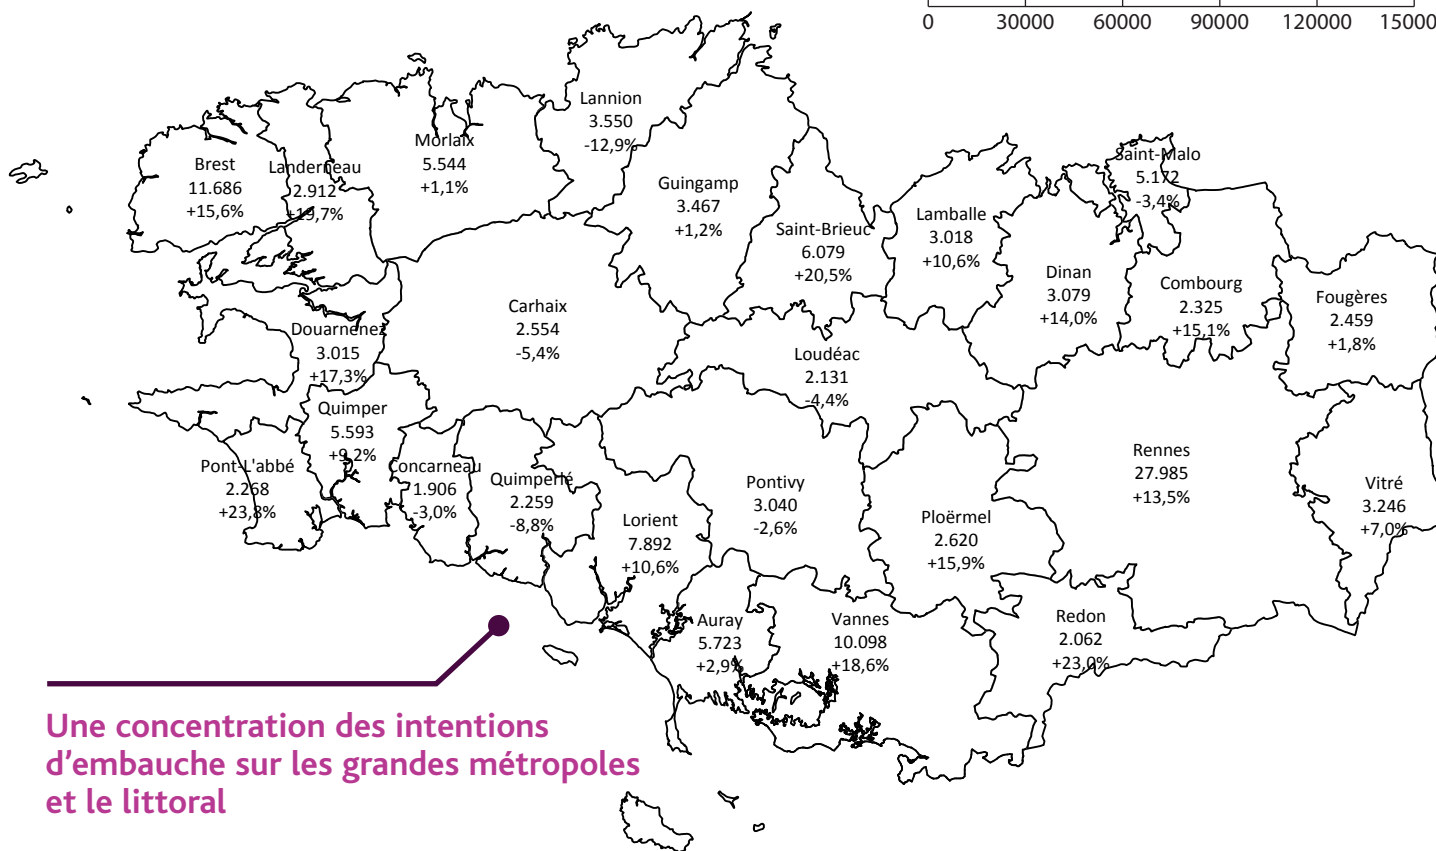 0 30000 60000 90000 120000 15000
Lannion
3.550
-12,9%
Morlaix
5.544
+1,1%
Brest
11.686
+15,6%
Landerneau
2.912
+19,7%
Guingamp
3.467
+1,2%
Saint-Brieuc
6.079
+20,5%
Lamballe
3.018
+10,6%
Saint-Malo
5.172
-3,4%
Dinan
3.079
+14,0%
Combourg
2.325
+15,1%
Fougères
2.459
+1,8%
Carhaix
2.554
-5,4%
Douarnenez
3.015
+17,3%
Loudéac
2.131
-4,4%
Quimper
5.593
+9,2%
Pont-L'abbé
2.268
+23,8%
Concarneau
1.906
-3,0%
Quimperlé
2.259
-8,8%
Lorient
7.892
+10,6%
Pontivy
3.040
-2,6%
Ploërmel
2.620
+15,9%
Rennes
27.985
+13,5%
Vitré
3.246
+7,0%
Auray
5.723
+2,9%
Vannes
10.098
+18,6%
Redon
2.062
+23,0%
Une concentration des intentions
d'embauche sur les grandes métropoles
et le littoral